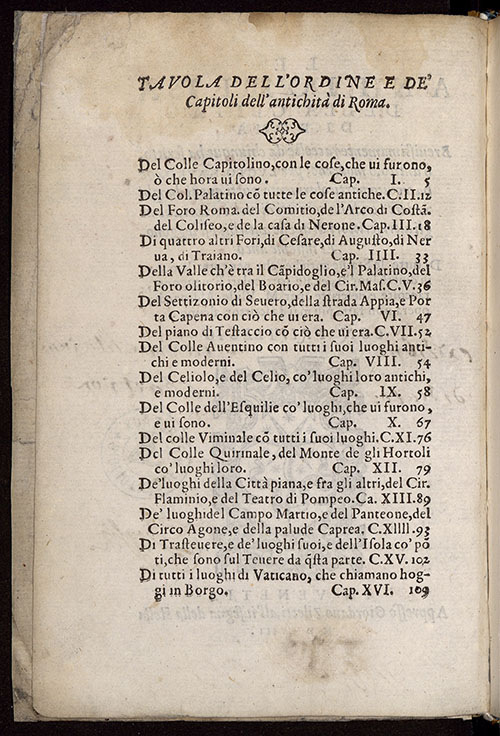 TAVOLA DELL'ORDINE E DE'
Capitoli dell'antichità di Roma.
Del Colle Capitolino, con le cose, che ui furono,
ò che hora ui sono. Cap. I. 5
Del Col. Palatino cō tutte le cose antiche. C. II. 12
Del Foro Roma. del Comitio, de l'Arco di Costā.
del Coliseo, e de la casa di Nerone. Cap. III. 18
Di quattro altri Fori, di Cesare, di Augusto, di Ner
ua, di Traiano. Cap. IIII. 33
Della Valle ch'è tra il Cāpidoglio, e'l Palatino, del
Foro olitorio, del Boario, e del Cir. Mas. C. V. 36
Del Settizonio di Seuero, della strada Appia, e Por
ta Capena con ciò che ui era. Cap. VI. 47
Del piano di Testaccio cō ciò che ui era. C. VII. 52
Del Colle Auentino con tutti i suoi luoghi anti-
chi e moderni. Cap. VIII. 54
Del Celiolo, e del Celio, co' luoghi loro antichi,
e moderni. Cap. IX. 58
Del Colle dell'Esquilie co' luoghi, che ui furono,
e ui sono. Cap. X. 67
Del colle Viminale cō tutti i suoi luoghi. C. XI. 76
Del Colle Quirinale, del Monte de gli Hortoli
co' luoghi loro. Cap. XII. 79
De' luoghi della Città piana, e fra gli altri, del Cir.
Flaminio, e del Teatro di Pompeo. Ca. XIII. 89
De' luoghi del Campo Martio, e del Panteone, del
Circo Agone, e della palude Caprea. C. XIIII. 93
Di Trasteuere, e de' luoghi suoi, e dell'Isola co' pō
ti, che sono sul Teuere da q̃sta parte. C. XV. 102
Di tutti i luoghi di Vaticano, che chiamano hog-
gi in Borgo. Cap. XVI. 109